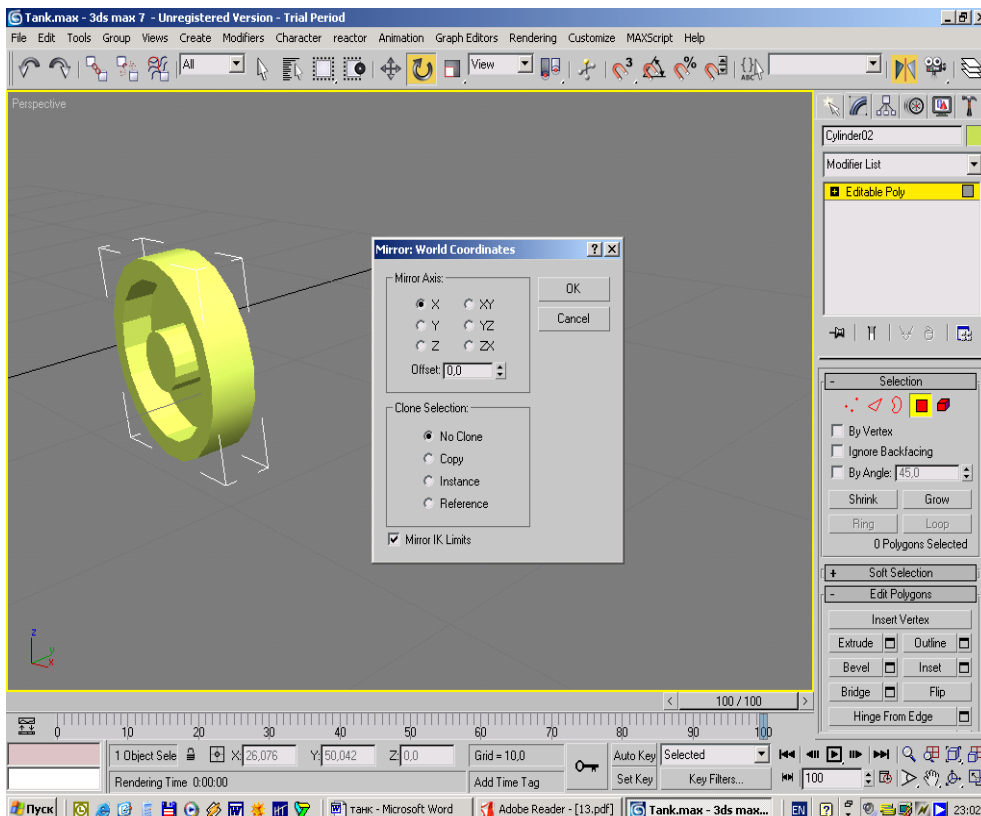 Tank.max - 3ds max 7 - Unregistered Version - Trial Period
File Edit Tools Group Views Create Modifiers Character reactor Animation Graph Editors Rendering Customize MAXScript Help
All View ABC
Perspective
Cylinder02
Modifier List
Editable Poly
Mirror: World Coordinates
Mirror Axis:
X XY
Y YZ
Z ZX
Offset: 0,0
OK
Cancel
Clone Selection:
No Clone
Copy
Instance
Reference
Mirror IK Limits
- Selection
By Vertex
Ignore Backfacing
By Angle: 45,0
Shrink Grow
Ring Loop
0 Polygons Selected
+ Soft Selection
- Edit Polygons
Insert Vertex
Extrude Outline
Bevel Inset
Bridge Flip
Hinge From Edge
z
y
x
< 100 / 100 >
0 10 20 30 40 50 60 70 80 90 100
1 Object Sele X: 26,076 Y: 50,042 Z: 0,0 Grid = 10,0 Auto Key Selected
Rendering Time 0:00:00 Add Time Tag Set Key Key Filters... 100
Пуск танк - Microsoft Word Adobe Reader - [13.pdf] Tank.max - 3ds max... EN 23:02